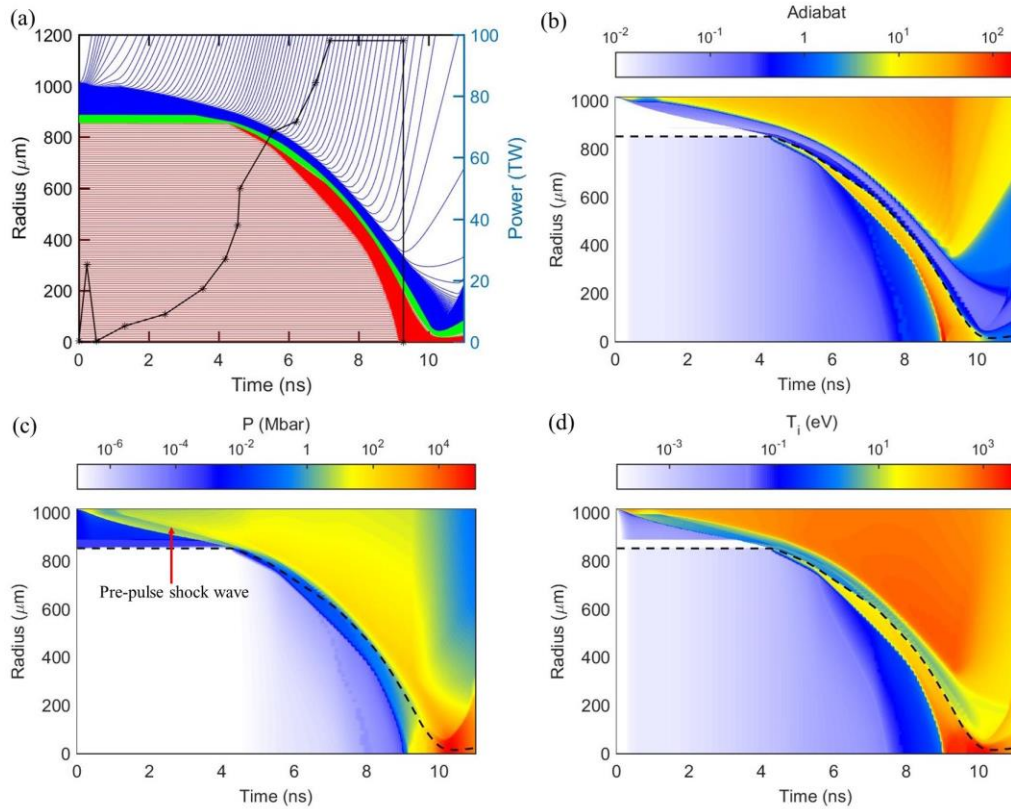 (a)
1200
1000
800
600
400
200
0
Radius (μm)
100
80
60
40
20
0
Power (TW)
0 2 4 6 8 10
Time (ns)
(b)
Adiabat
10⁻² 10⁻¹ 1 10 10²
1000
800
600
400
200
0
Radius (μm)
0 2 4 6 8 10
Time (ns)
(c)
P (Mbar)
10⁻⁶ 10⁻⁴ 10⁻² 1 10² 10⁴
1000
800
600
400
200
0
Radius (μm)
Pre-pulse shock wave
0 2 4 6 8 10
Time (ns)
(d)
Tᵢ (eV)
10⁻³ 10⁻¹ 10¹ 10³
1000
800
600
400
200
0
Radius (μm)
0 2 4 6 8 10
Time (ns)